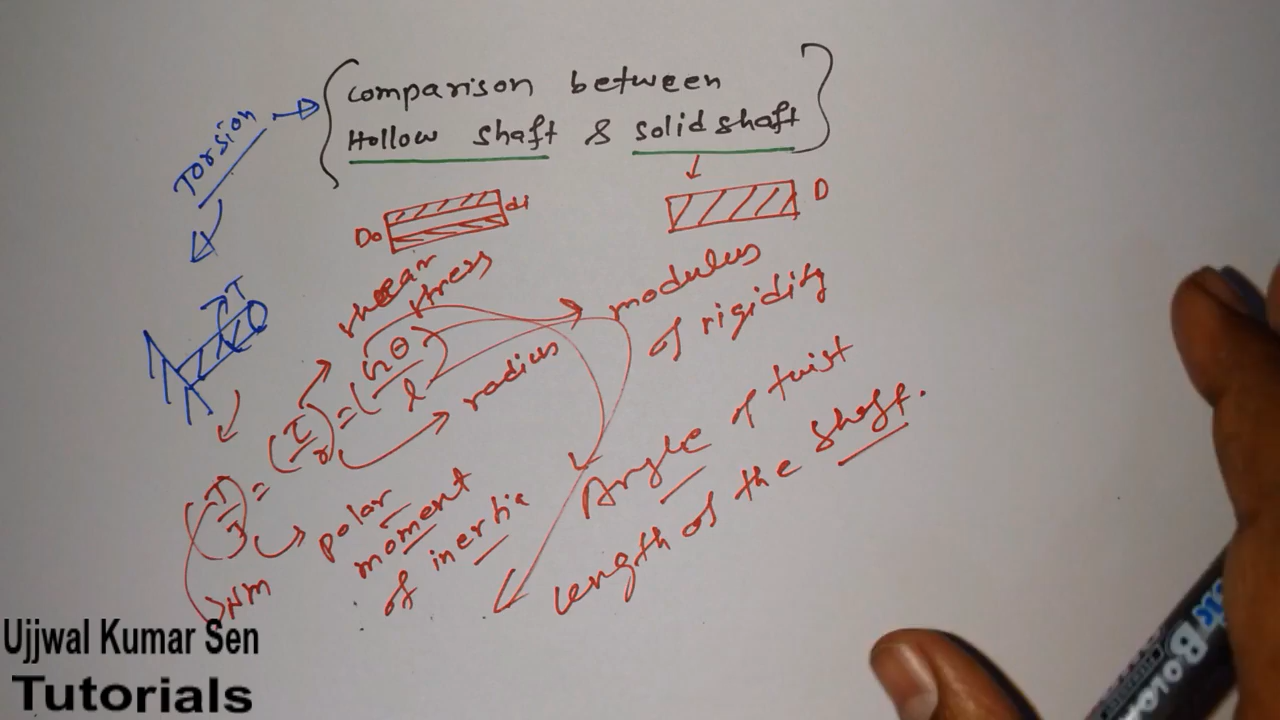 Comparison between
Hollow shaft & solid shaft
Torsion
Do
di
D
T
shear
stress
modulus
of rigidity
(T/J) = (τ/r) = (Gθ/l)
radius
Angle of twist
polar
moment
of inertia
length of the shaft.
NM
Ujjwal Kumar Sen
Tutorials
BOLD